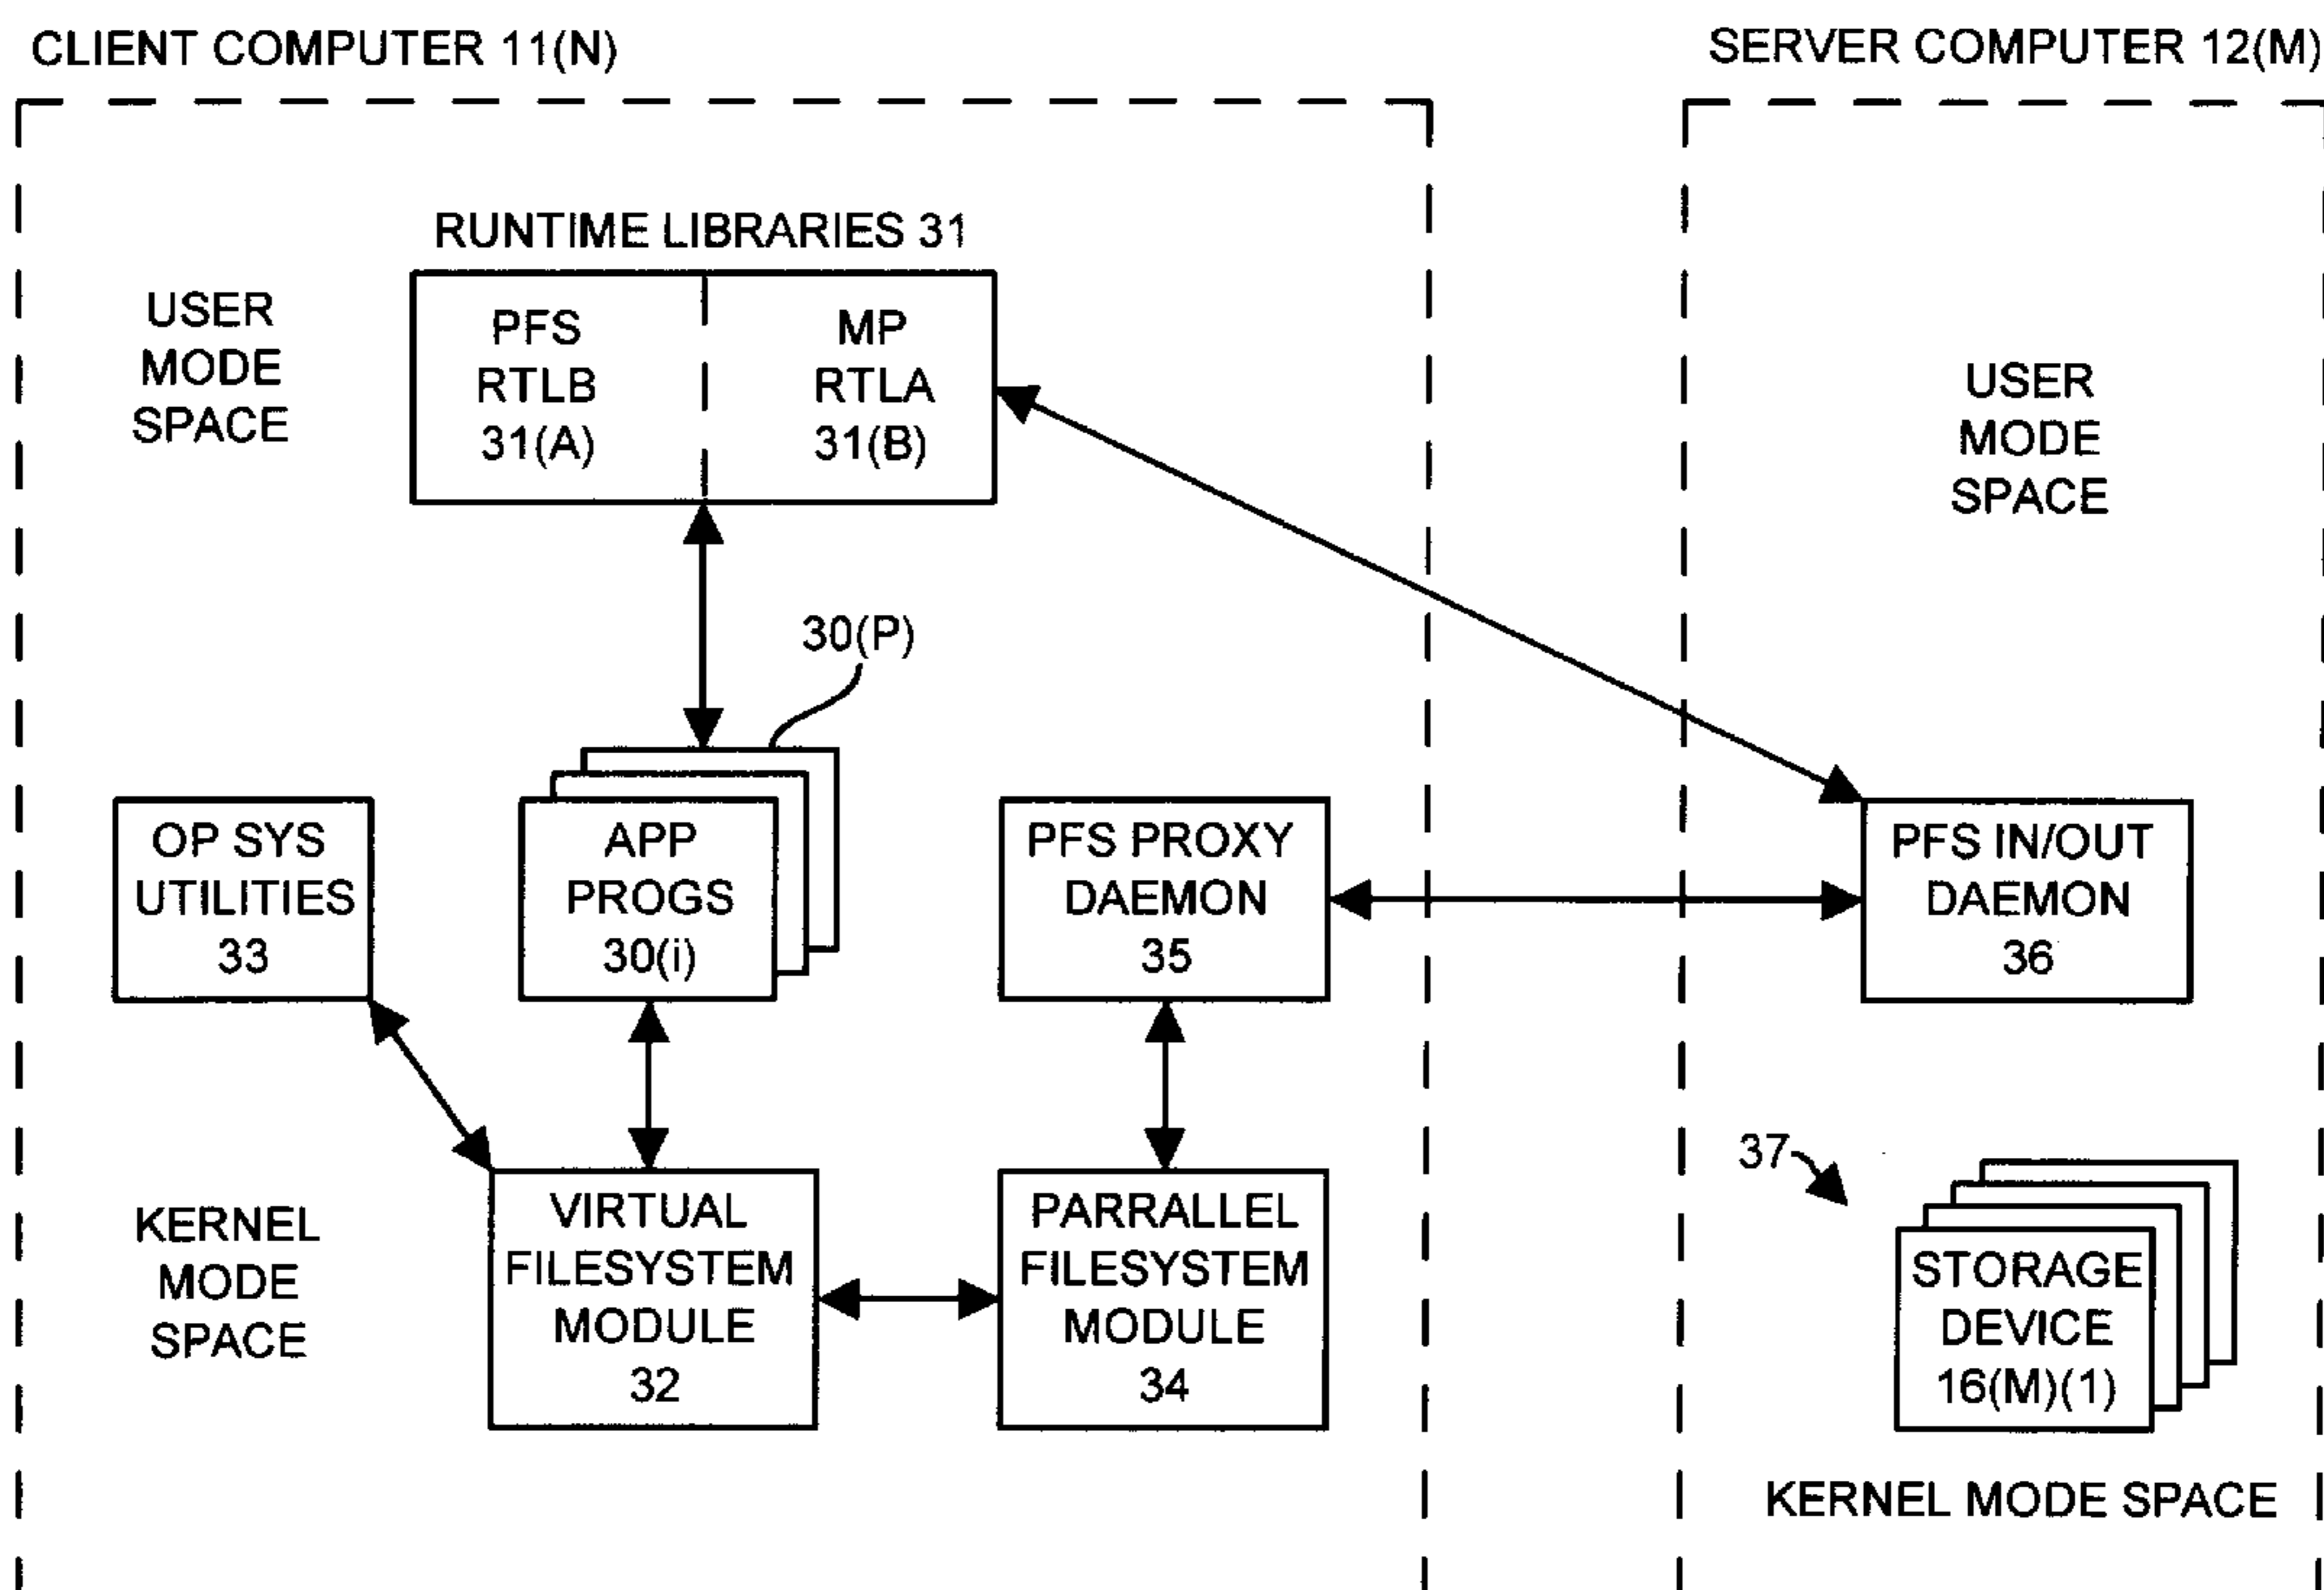 CLIENT COMPUTER 11(N)
SERVER COMPUTER 12(M)
RUNTIME LIBRARIES 31
USER
MODE
SPACE
PFS
RTLB
31(A)
MP
RTLA
31(B)
USER
MODE
SPACE
30(P)
OP SYS
UTILITIES
33
APP
PROGS
30(i)
PFS PROXY
DAEMON
35
PFS IN/OUT
DAEMON
36
37
KERNEL
MODE
SPACE
VIRTUAL
FILESYSTEM
MODULE
32
PARRALLEL
FILESYSTEM
MODULE
34
STORAGE
DEVICE
16(M)(1)
KERNEL MODE SPACE